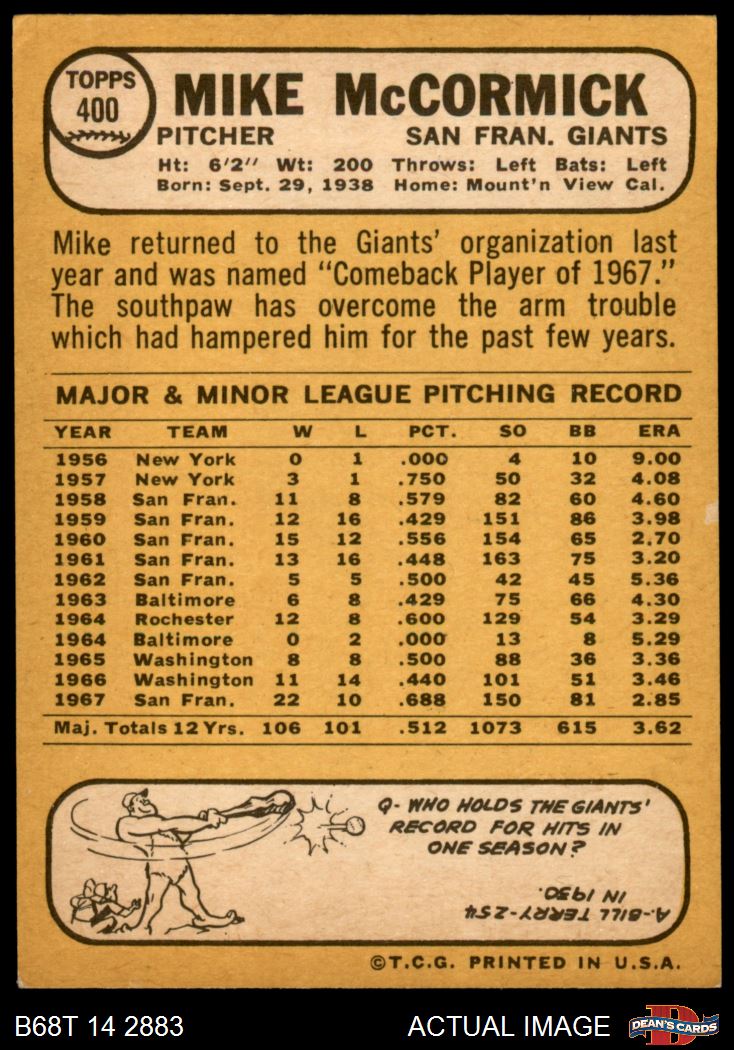 TOPPS
400
MIKE McCORMICK
PITCHER SAN FRAN. GIANTS
Ht: 6'2'' Wt: 200 Throws: Left Bats: Left
Born: Sept. 29, 1938 Home: Mount'n View Cal.
Mike returned to the Giants' organization last
year and was named "Comeback Player of 1967."
The southpaw has overcome the arm trouble
which had hampered him for the past few years.
MAJOR & MINOR LEAGUE PITCHING RECORD
YEAR TEAM W L PCT. SO BB ERA
1956 New York 0 1 .000 4 10 9.00
1957 New York 3 1 .750 50 32 4.08
1958 San Fran. 11 8 .579 82 60 4.60
1959 San Fran. 12 16 .429 151 86 3.98
1960 San Fran. 15 12 .556 154 65 2.70
1961 San Fran. 13 16 .448 163 75 3.20
1962 San Fran. 5 5 .500 42 45 5.36
1963 Baltimore 6 8 .429 75 66 4.30
1964 Rochester 12 8 .600 129 54 3.29
1964 Baltimore 0 2 .000 13 8 5.29
1965 Washington 8 8 .500 88 36 3.36
1966 Washington 11 14 .440 101 51 3.46
1967 San Fran. 22 10 .688 150 81 2.85
Maj. Totals 12 Yrs. 106 101 .512 1073 615 3.62
Q- WHO HOLDS THE GIANTS'
RECORD FOR HITS IN
ONE SEASON?
A-BILL TERRY-254
IN 1930.
©T.C.G. PRINTED IN U.S.A.
B68T 14 2883 ACTUAL IMAGE D DEAN'S CARDS